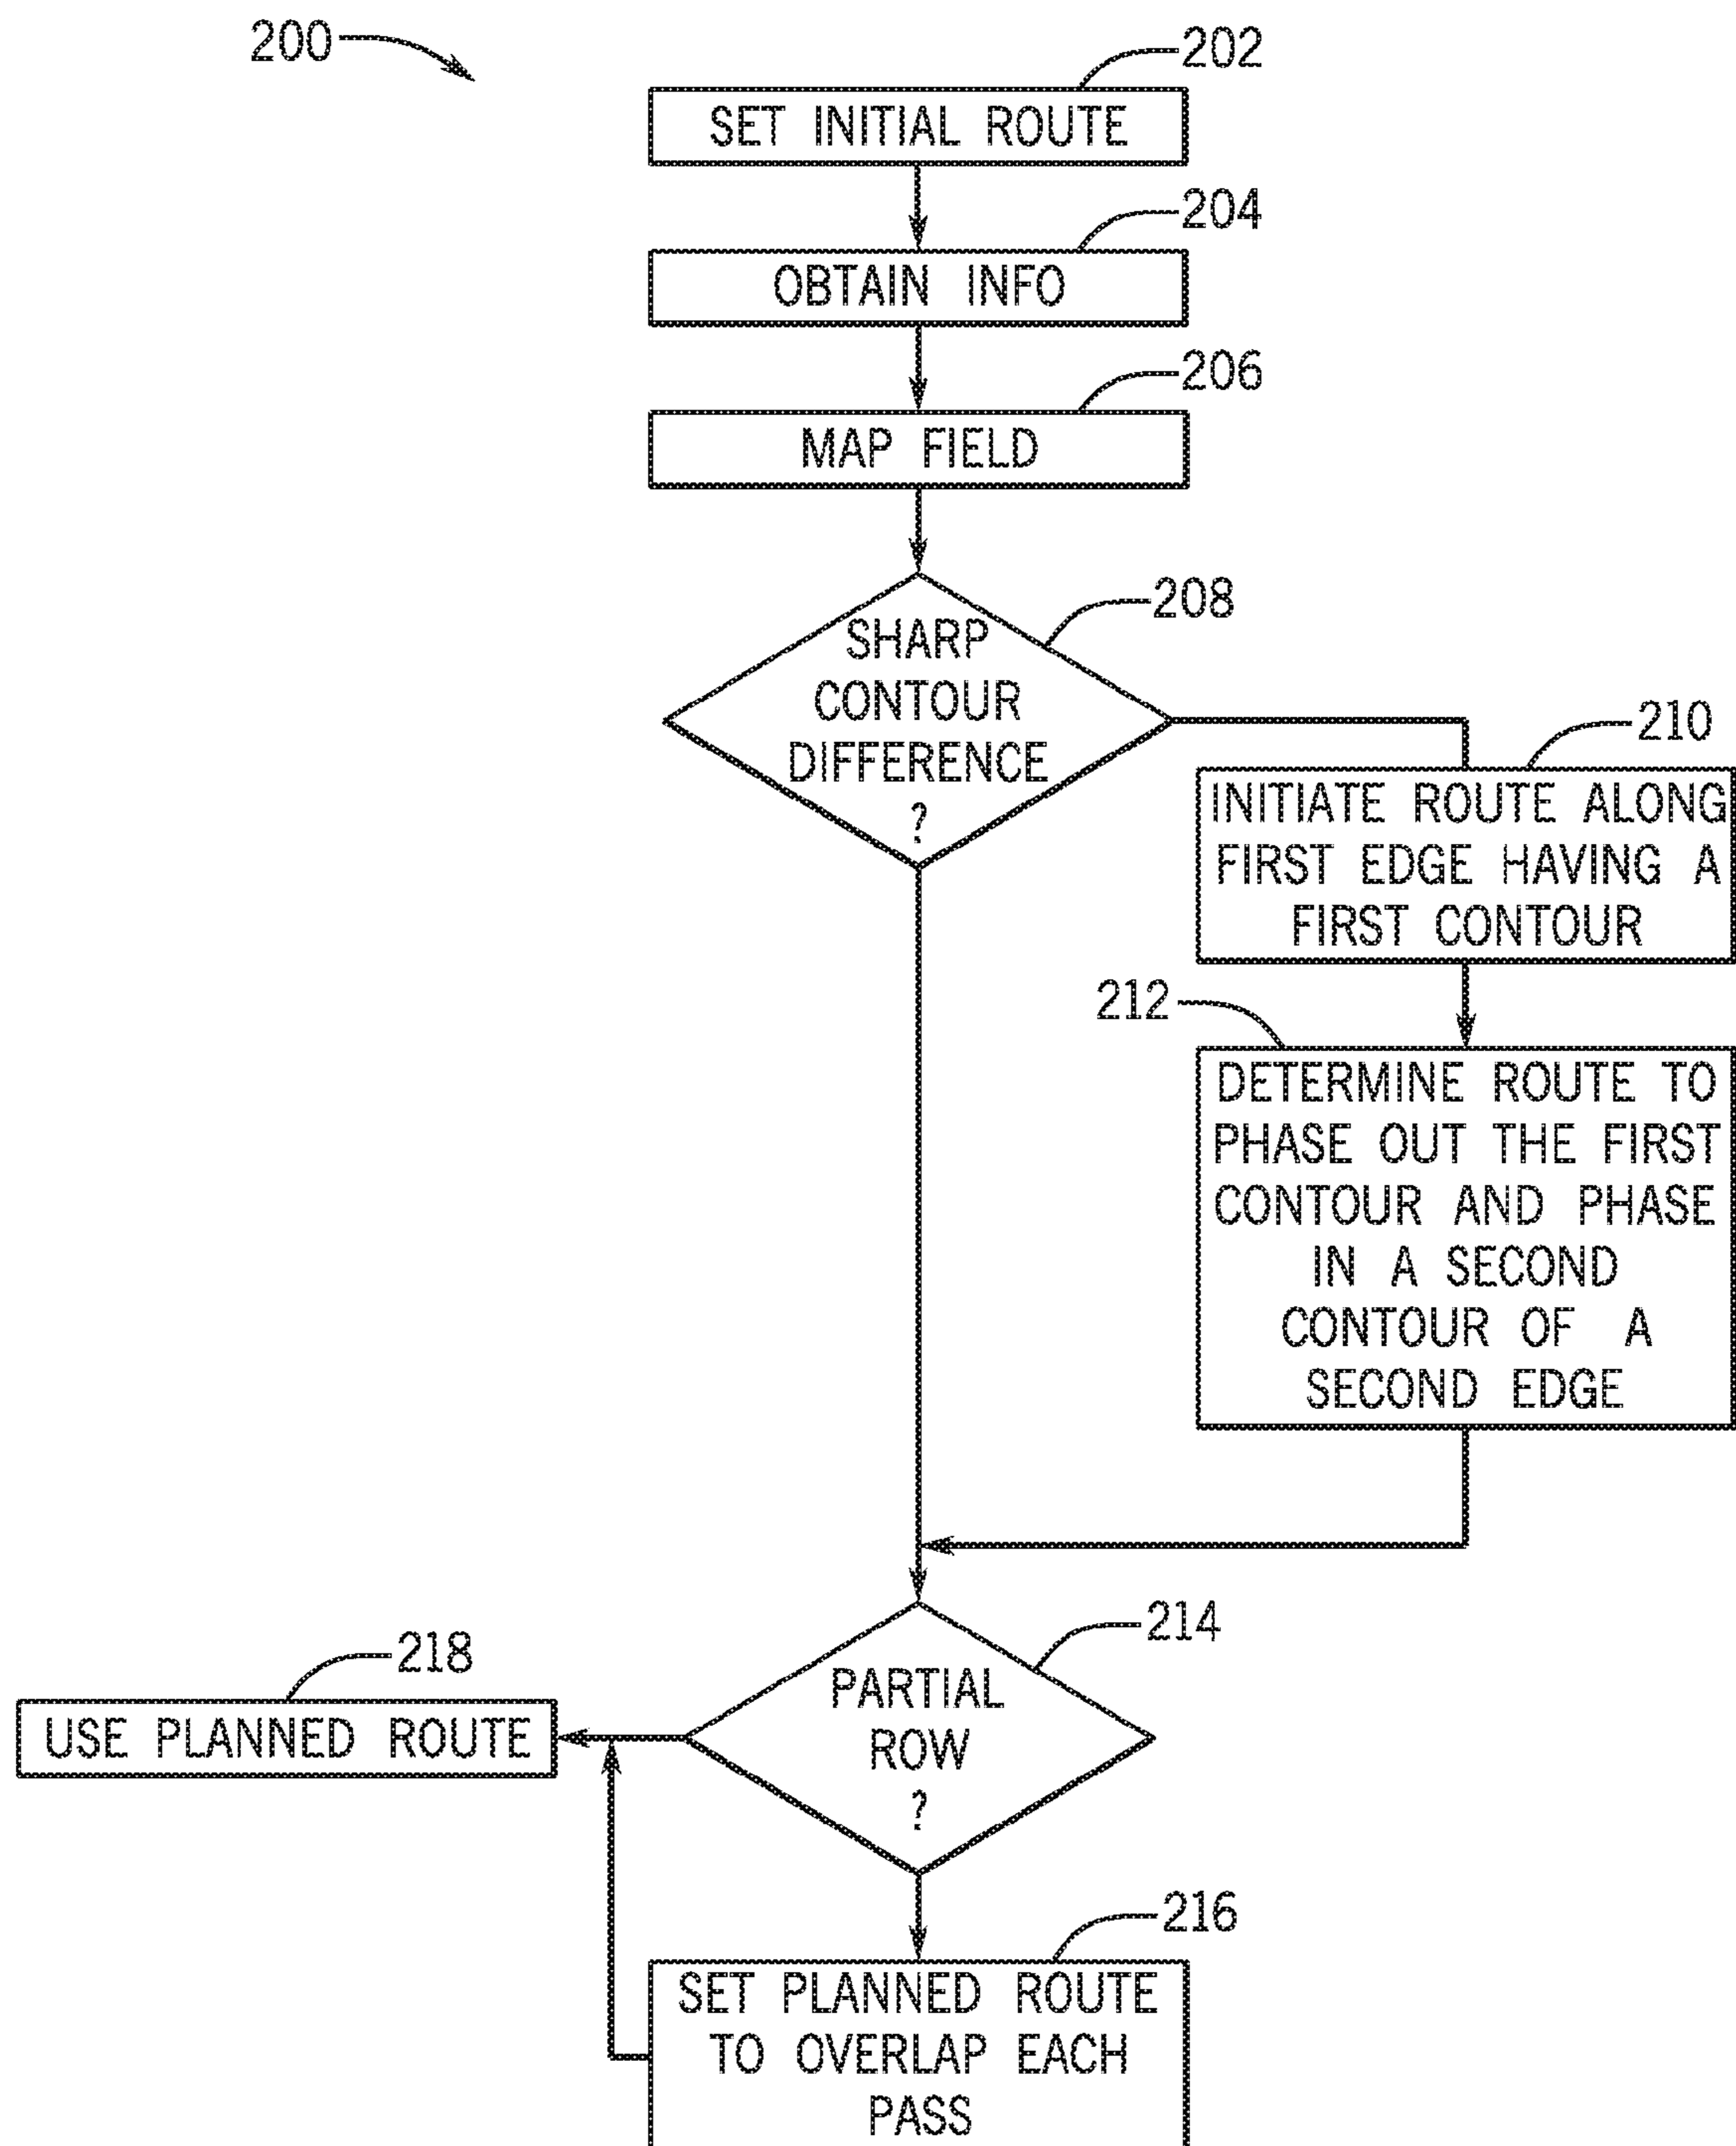 200
202
SET INITIAL ROUTE
204
OBTAIN INFO
206
MAP FIELD
208
SHARP
CONTOUR
DIFFERENCE
?
210
INITIATE ROUTE ALONG
FIRST EDGE HAVING A
FIRST CONTOUR
212
DETERMINE ROUTE TO
PHASE OUT THE FIRST
CONTOUR AND PHASE
IN A SECOND
CONTOUR OF A
SECOND EDGE
214
PARTIAL
ROW
?
218
USE PLANNED ROUTE
216
SET PLANNED ROUTE
TO OVERLAP EACH
PASS